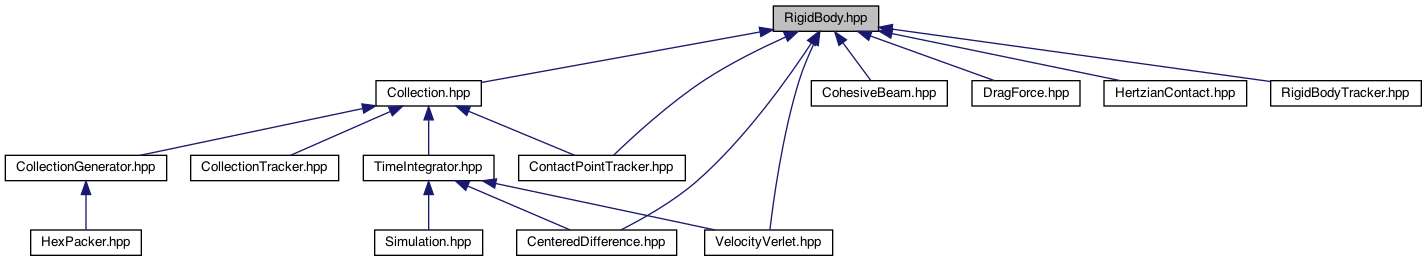 RigidBody.hpp
Collection.hpp
CohesiveBeam.hpp
DragForce.hpp
HertzianContact.hpp
RigidBodyTracker.hpp
CollectionGenerator.hpp
CollectionTracker.hpp
TimeIntegrator.hpp
ContactPointTracker.hpp
HexPacker.hpp
Simulation.hpp
CenteredDifference.hpp
VelocityVerlet.hpp